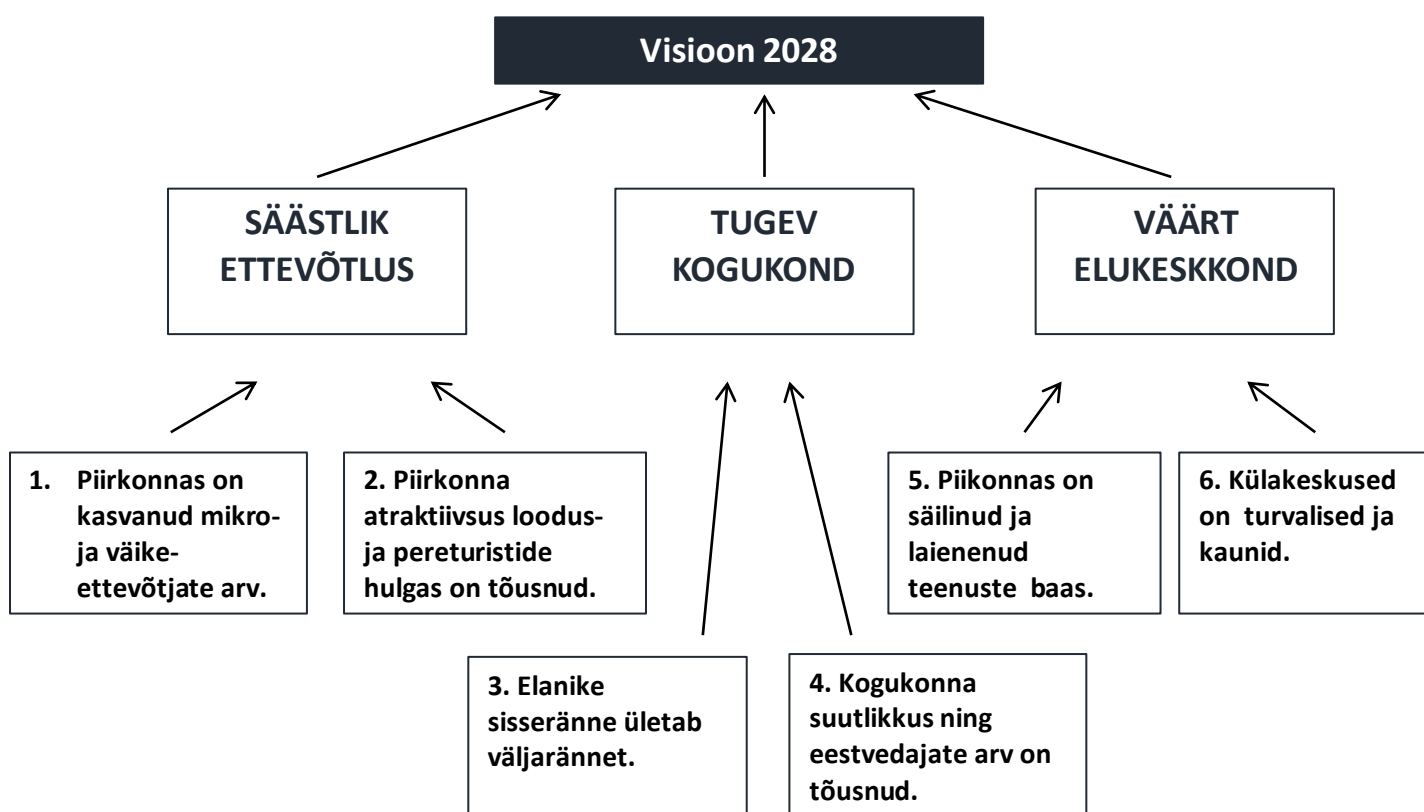 Visioon 2028
SÄÄSTLIK
ETTEVÕTLUS
TUGEV
KOGUKOND
VÄÄRT
ELUKESKKOND
1. Piirkonnas on
kasvanud mikro-
ja väike-
ettevõtjate arv.
2. Piirkonna
atraktiivsus loodus-
ja pereturistide
hulgas on tõusnud.
5. Piikonnas on
säilinud ja
laienenud
teenuste baas.
6. Külakeskused
on turvalised ja
kaunid.
3. Elanike
sisseränne ületab
väljarännet.
4. Kogukonna
suutlikkus ning
eestvedajate arv on
tõusnud.